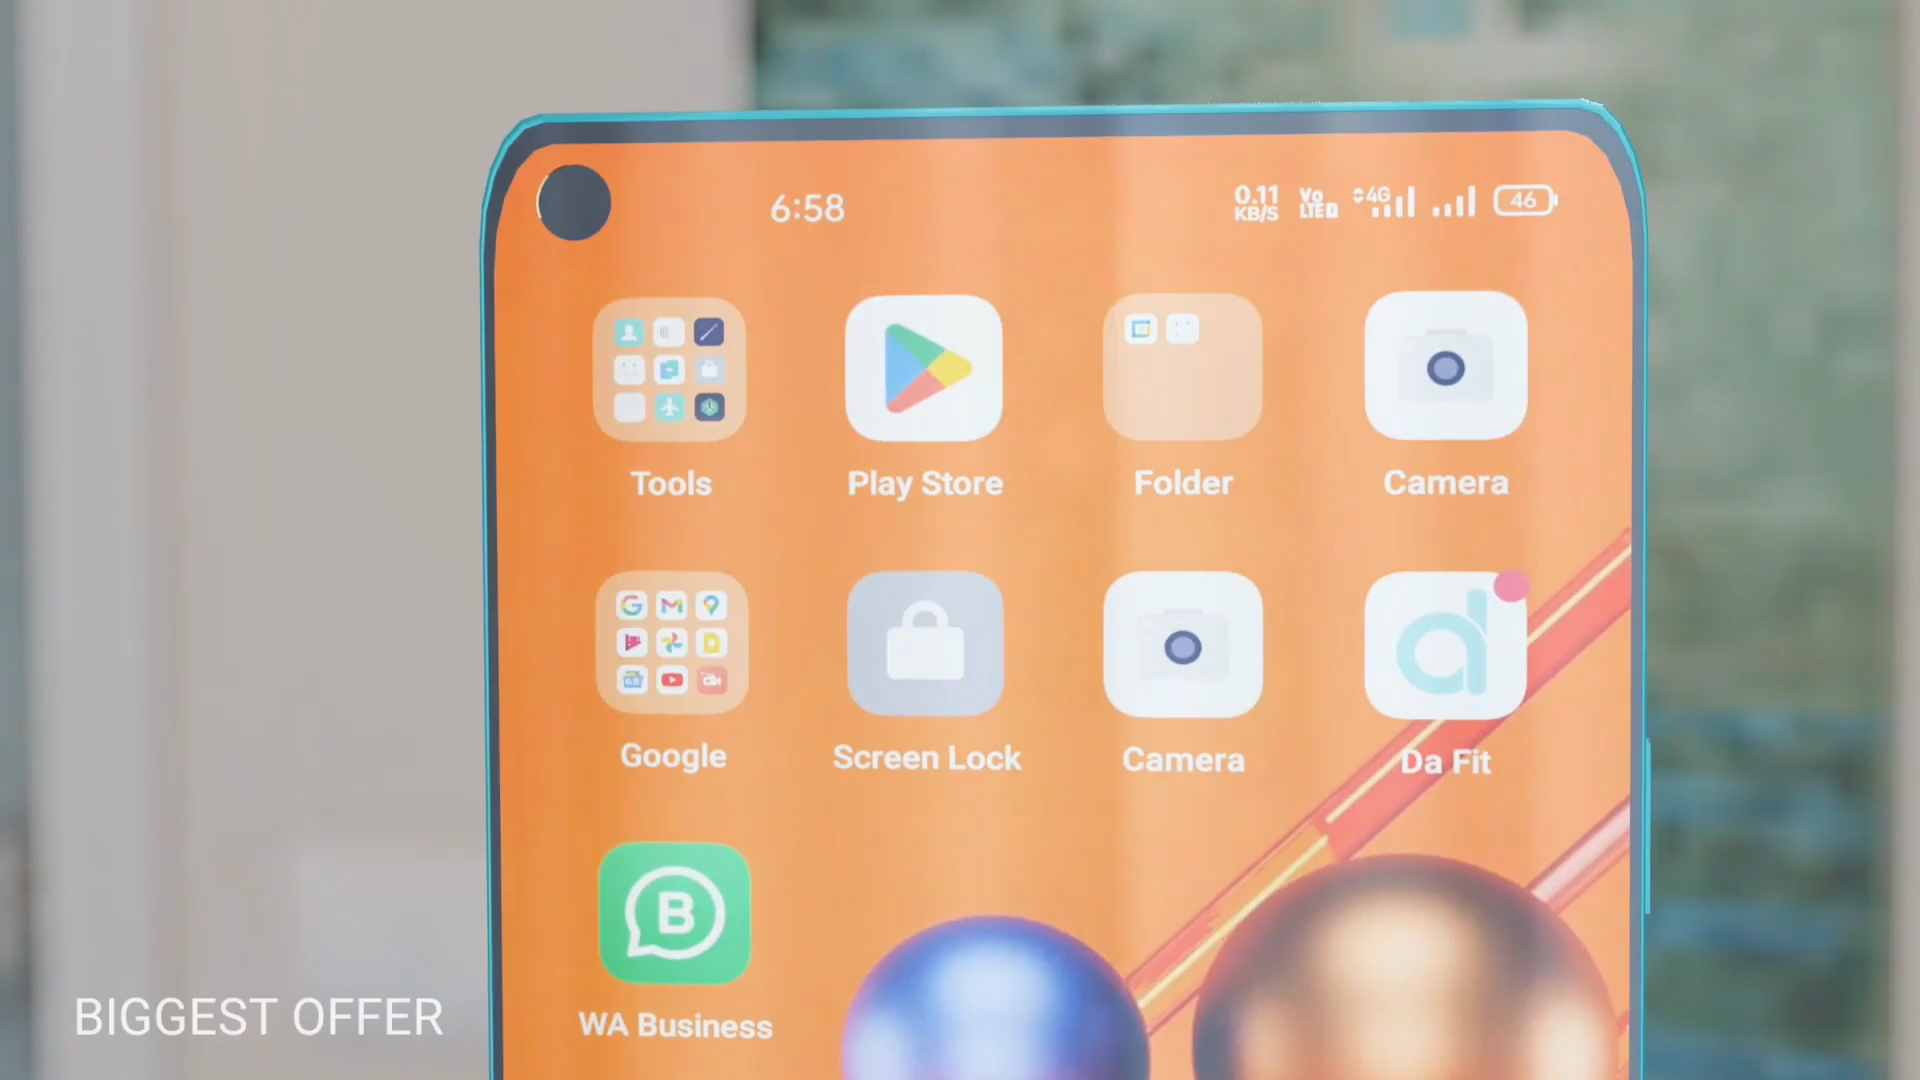 6:58
0.11
KB/S
Vo
LTE D
4G
46
Tools
Play Store
Folder
Camera
Google
Screen Lock
Camera
Da Fit
B
WA Business
BIGGEST OFFER